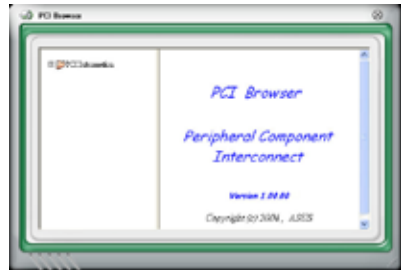 PCI Browser
PCI Browser
Peripheral Component
Interconnect
Version 1.00.00
Copyright (c) 2004, ASUS